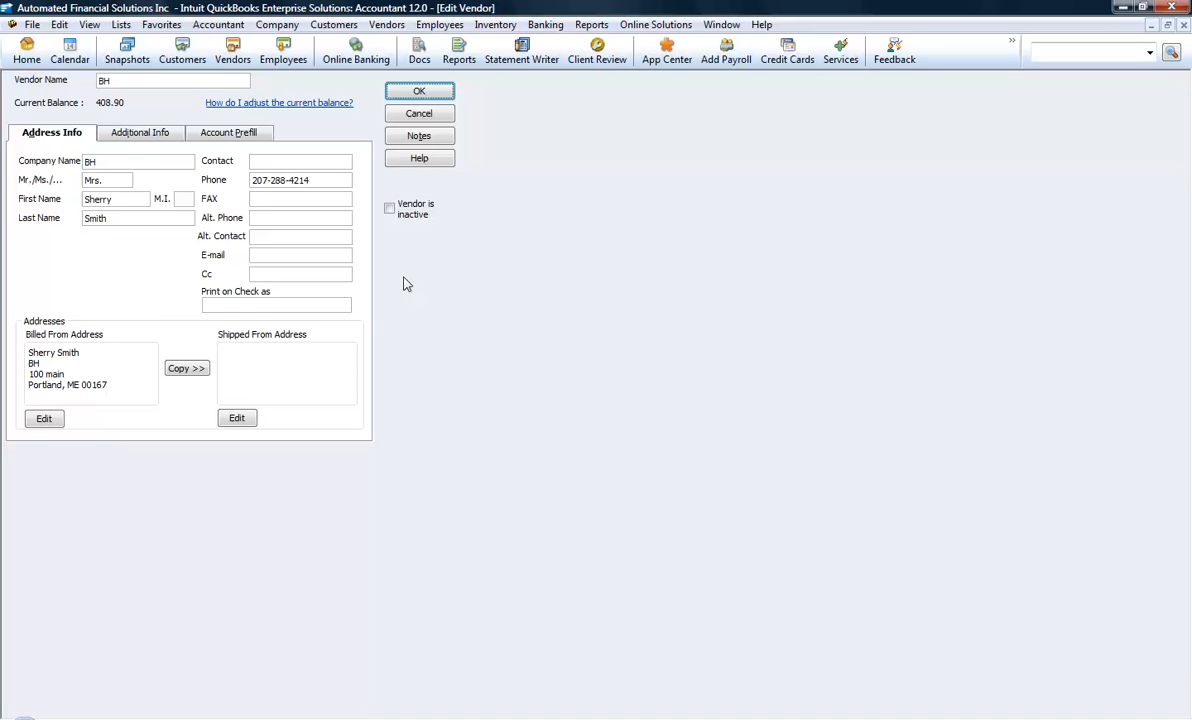 Automated Financial Solutions Inc - Intuit QuickBooks Enterprise Solutions: Accountant 12.0 - [Edit Vendor]
File Edit View Lists Favorites Accountant Company Customers Vendors Employees Inventory Banking Reports Online Solutions Window Help
Home Calendar Snapshots Customers Vendors Employees Online Banking Docs Reports Statement Writer Client Review App Center Add Payroll Credit Cards Services Feedback
Vendor Name BH
Current Balance : 408.90 How do I adjust the current balance?
OK
Cancel
Notes
Help
Vendor is
inactive
Address Info Additional Info Account Prefill
Company Name BH Contact
Mr./Ms./... Mrs. Phone 207-288-4214
First Name Sherry M.I. FAX
Last Name Smith Alt. Phone
Alt. Contact
E-mail
Cc
Print on Check as
Addresses
Billed From Address Shipped From Address
Sherry Smith
BH
100 main
Portland, ME 00167
Copy >>
Edit Edit